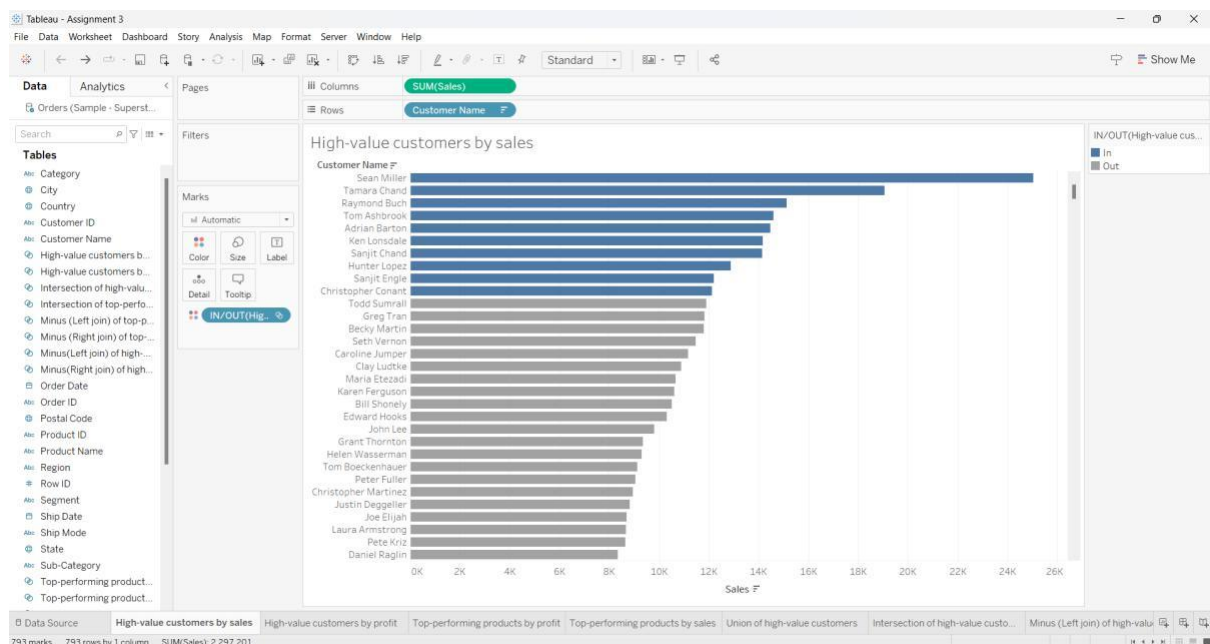 Tableau - Assignment 3
File Data Worksheet Dashboard Story Analysis Map Format Server Window Help
Standard
Show Me
Data Analytics
Orders (Sample - Superst...
Search
Tables
Abc Category
City
Country
Abc Customer ID
Abc Customer Name
High-value customers b...
High-value customers b...
Intersection of high-valu...
Intersection of top-perfo...
Minus (Left join) of top-p...
Minus (Right join) of top-...
Minus(Left join) of high-...
Minus(Right join) of high...
Order Date
Abc Order ID
Postal Code
Abc Product ID
Abc Product Name
Abc Region
# Row ID
Abc Segment
Ship Date
Abc Ship Mode
State
Abc Sub-Category
Top-performing product...
Top-performing product...
Pages
Filters
Marks
Automatic
Color Size Label
Detail Tooltip
IN/OUT(Hig..
Columns SUM(Sales)
Rows Customer Name
High-value customers by sales
Customer Name
Sean Miller
Tamara Chand
Raymond Buch
Tom Ashbrook
Adrian Barton
Ken Lonsdale
Sanjit Chand
Hunter Lopez
Sanjit Engle
Christopher Conant
Todd Sumrall
Greg Tran
Becky Martin
Seth Vernon
Caroline Jumper
Clay Ludtke
Maria Etezadi
Karen Ferguson
Bill Shonely
Edward Hooks
John Lee
Grant Thornton
Helen Wasserman
Tom Boeckenhauer
Peter Fuller
Christopher Martinez
Justin Deggeller
Joe Elijah
Laura Armstrong
Pete Kriz
Daniel Raglin
0K 2K 4K 6K 8K 10K 12K 14K 16K 18K 20K 22K 24K 26K
Sales
IN/OUT(High-value cus...
In
Out
Data Source High-value customers by sales High-value customers by profit Top-performing products by profit Top-performing products by sales Union of high-value customers Intersection of high-value custo... Minus (Left join) of high-valu
793 marks 793 rows by 1 column SUM(Sales): 2,297,201